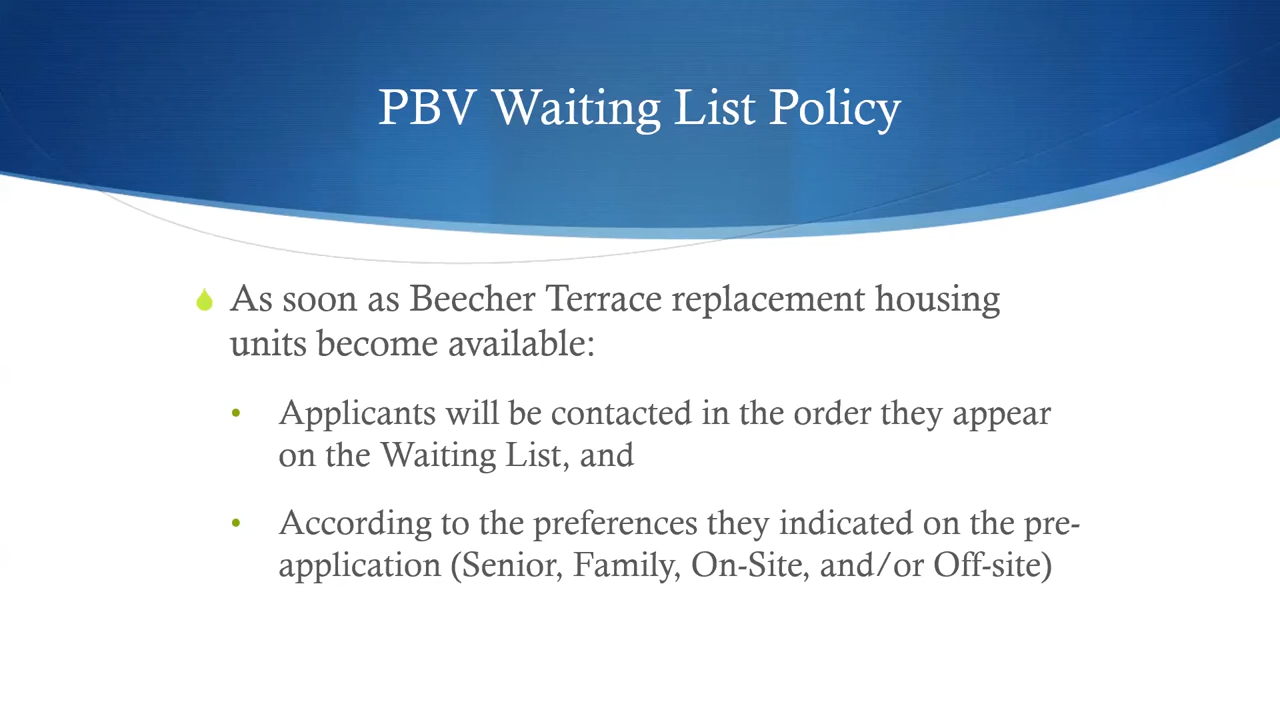 PBV Waiting List Policy
As soon as Beecher Terrace replacement housing
units become available:
• Applicants will be contacted in the order they appear
on the Waiting List, and
• According to the preferences they indicated on the pre-
application (Senior, Family, On-Site, and/or Off-site)